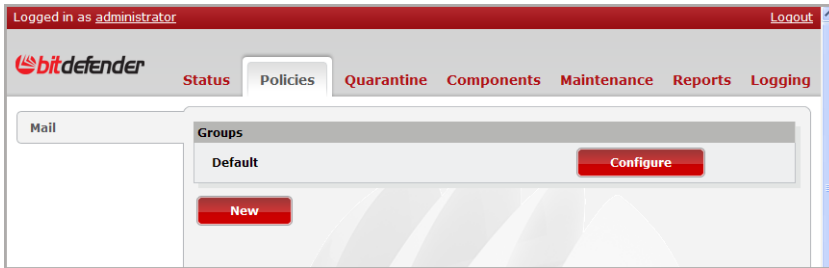 Logged in as administrator Logout
bitdefender
Status Policies Quarantine Components Maintenance Reports Logging
Mail
Groups
Default Configure
New